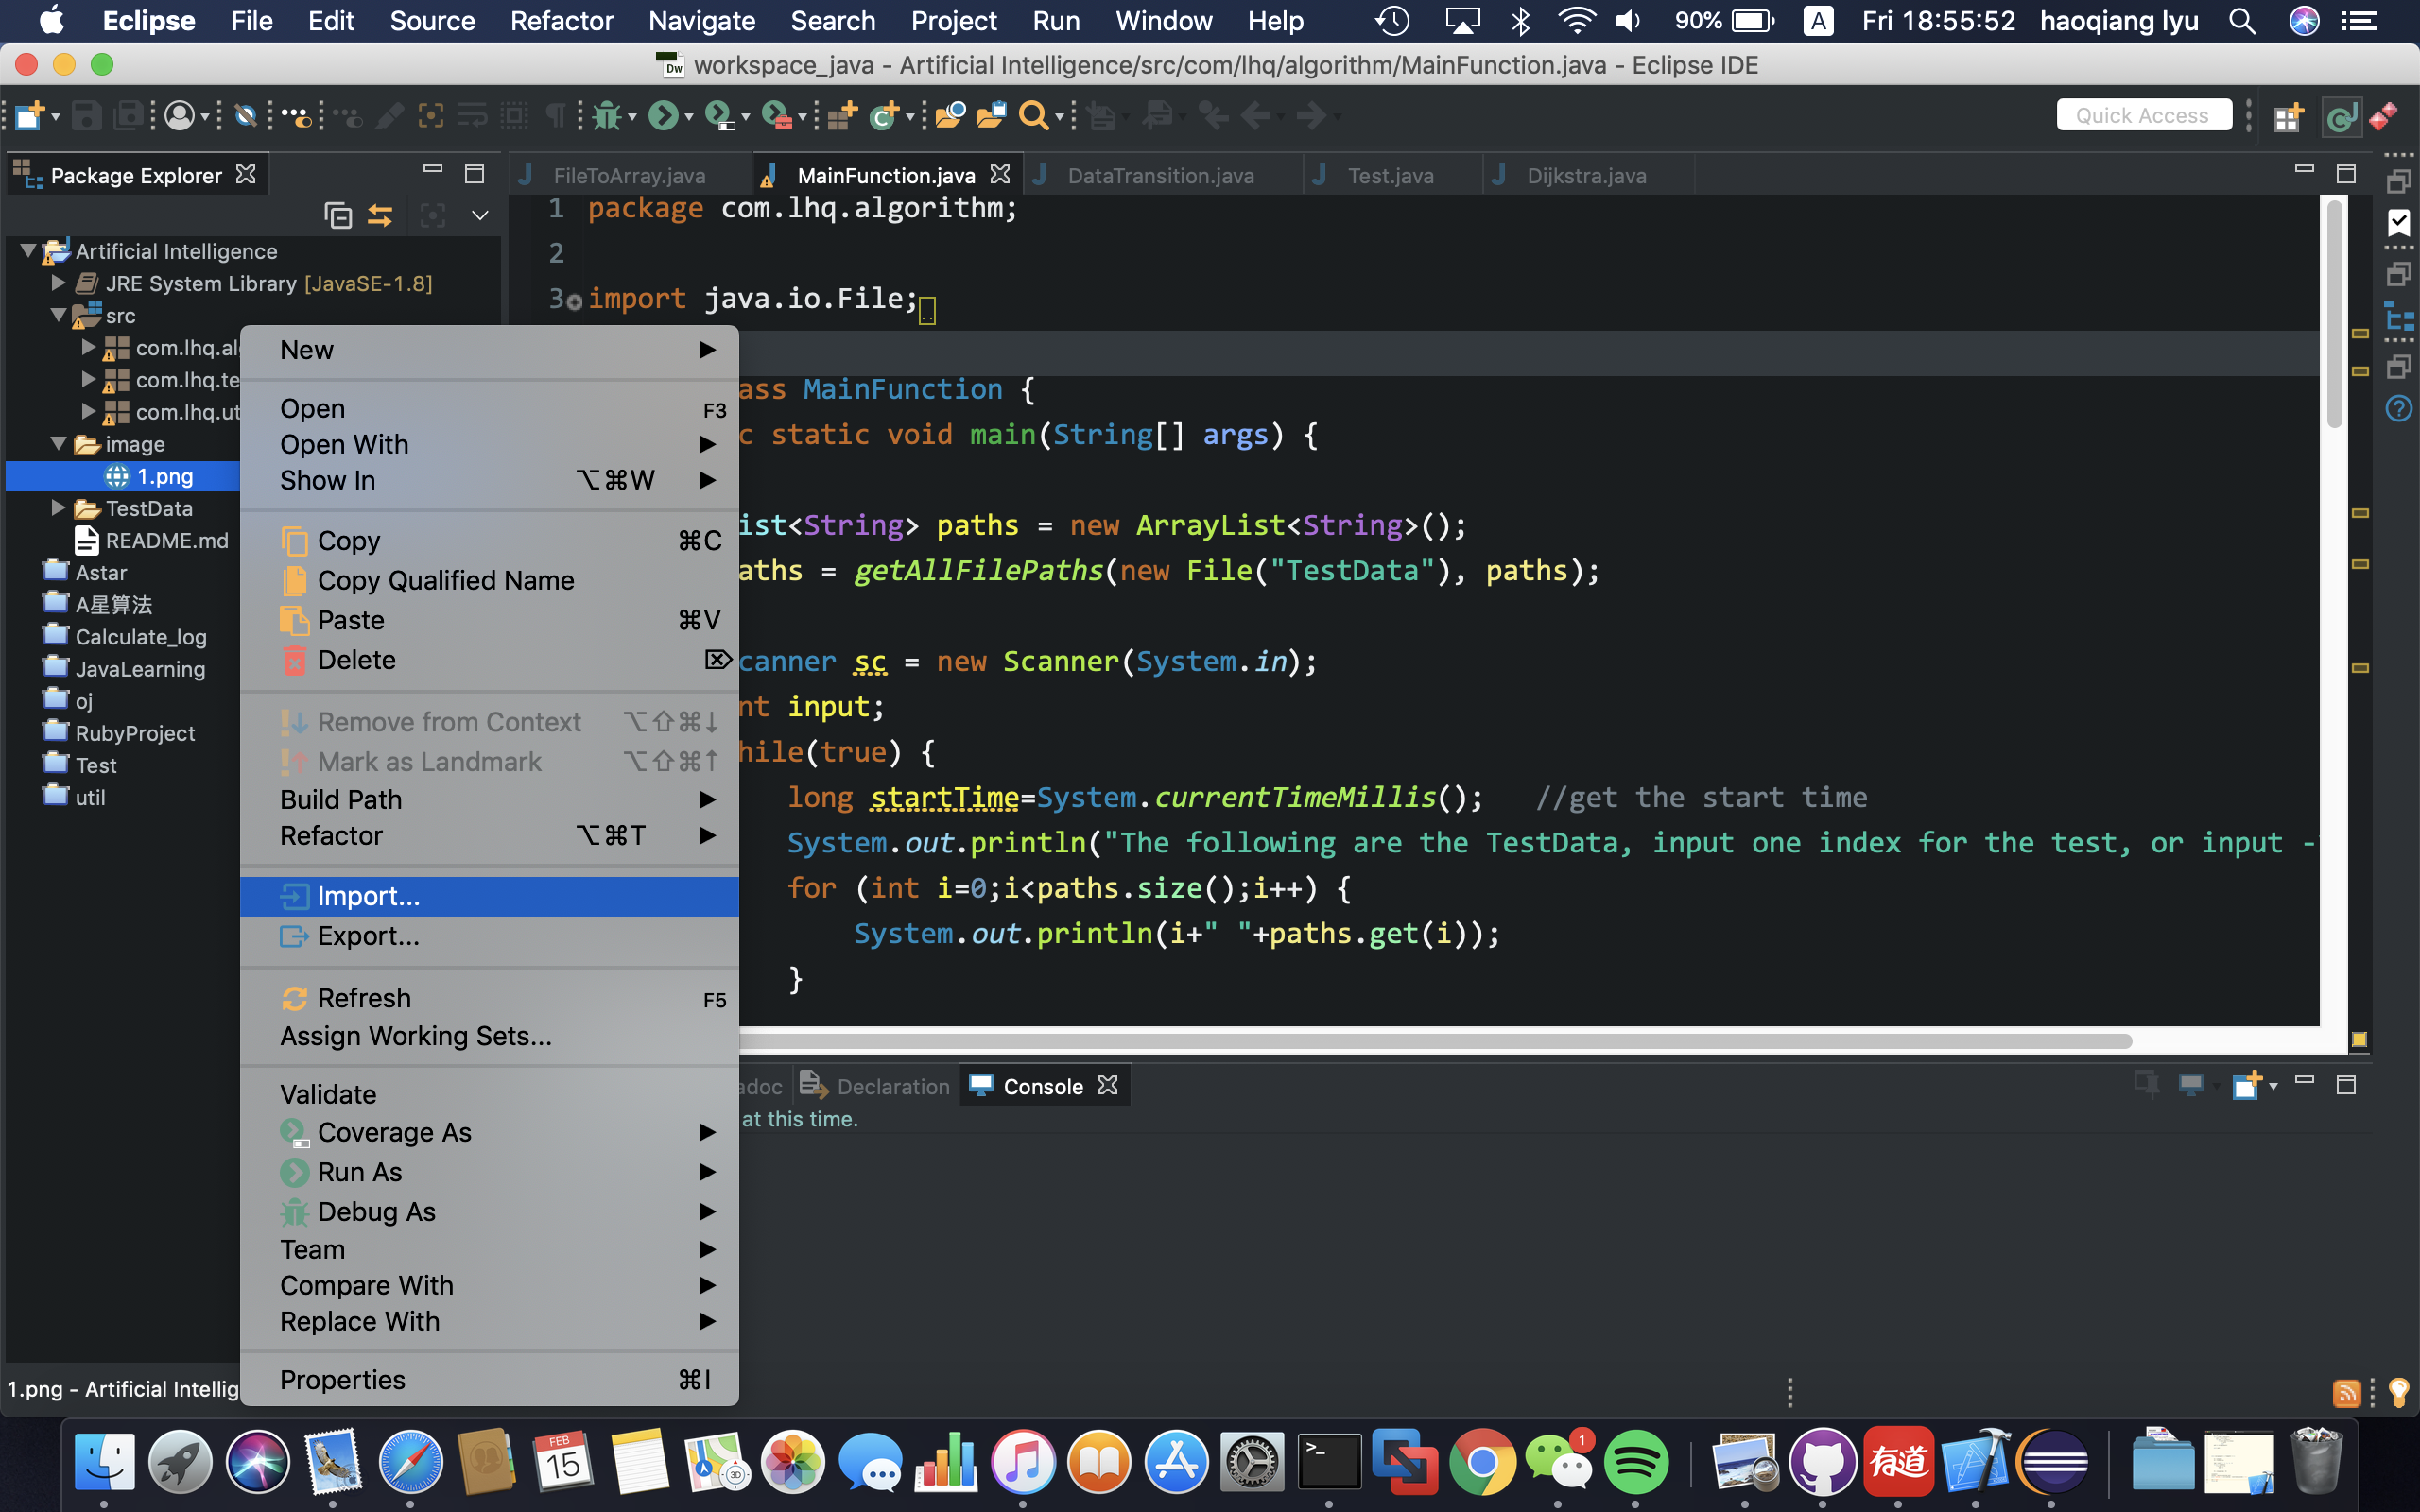 Eclipse File Edit Source Refactor Navigate Search Project Run Window Help 90% A Fri 18:55:52 haoqiang lyu
Dw workspace_java - Artificial Intelligence/src/com/lhq/algorithm/MainFunction.java - Eclipse IDE
Quick Access
Package Explorer
FileToArray.java MainFunction.java DataTransition.java Test.java Dijkstra.java
Artificial Intelligence
JRE System Library [JavaSE-1.8]
src
com.lhq.al
com.lhq.te
com.lhq.ut
image
1.png
TestData
README.md
Astar
A星算法
Calculate_log
JavaLearning
oj
RubyProject
Test
util
New
Open F3
Open With
Show In ⌥⌘W
Copy ⌘C
Copy Qualified Name
Paste ⌘V
Delete ⌦
Remove from Context ⌥⇧⌘↓
Mark as Landmark ⌥⇧⌘↑
Build Path
Refactor ⌥⌘T
Import...
Export...
Refresh F5
Assign Working Sets...
Validate
Coverage As
Run As
Debug As
Team
Compare With
Replace With
Properties ⌘I
1 package com.lhq.algorithm;
2
3 import java.io.File;
ass MainFunction {
c static void main(String[] args) {
ist<String> paths = new ArrayList<String>();
aths = getAllFilePaths(new File("TestData"), paths);
canner sc = new Scanner(System.in);
nt input;
hile(true) {
long startTime=System.currentTimeMillis(); //get the start time
System.out.println("The following are the TestData, input one index for the test, or input -
for (int i=0;i<paths.size();i++) {
System.out.println(i+" "+paths.get(i));
}
adoc Declaration Console
at this time.
1.png - Artificial Intellig
FEB
15
3D
>_
1
有道